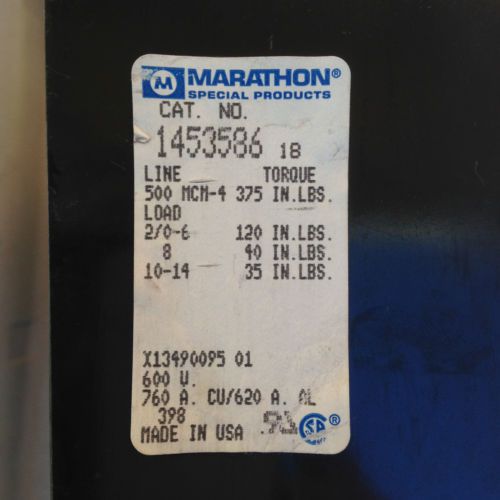 M MARATHON®
SPECIAL PRODUCTS
CAT. NO.
1453586 18
LINE TORQUE
500 MCM-4 375 IN.LBS.
LOAD
2/0-6 120 IN.LBS.
8 40 IN.LBS.
10-14 35 IN.LBS.
X13490095 01
600 V.
760 A. CU/620 A. AL
398
MADE IN USA SA ®